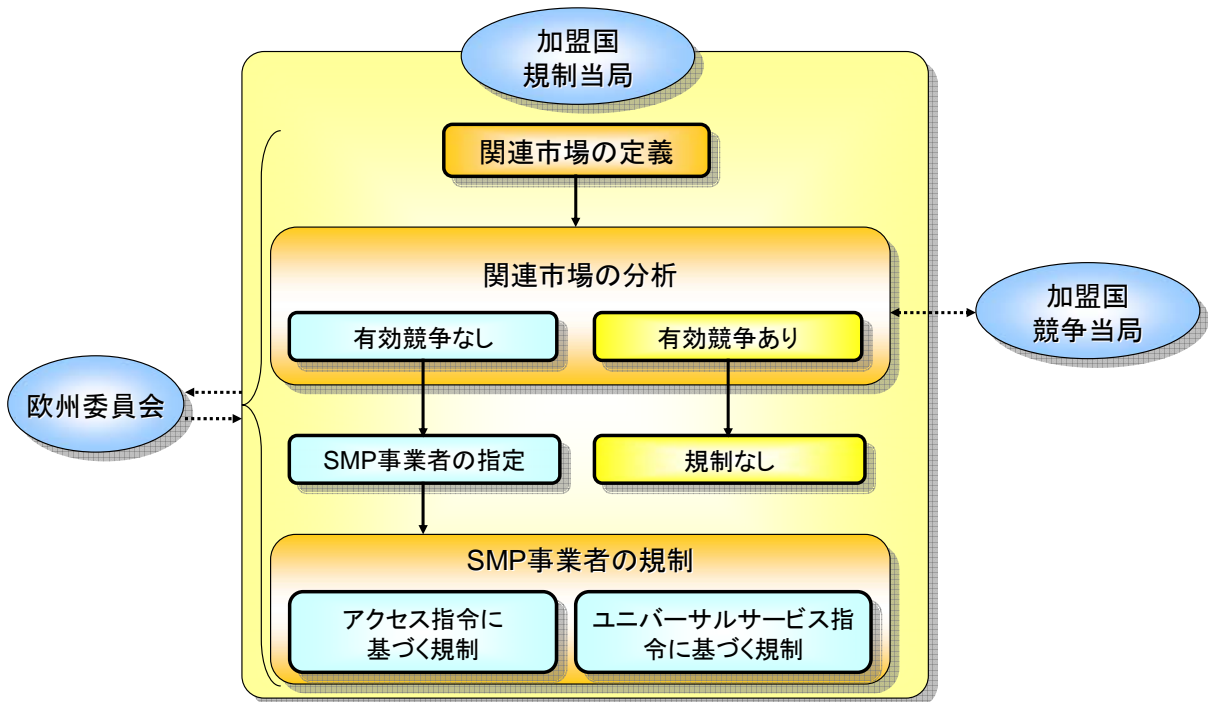 加盟国
規制当局
関連市場の定義
関連市場の分析
有効競争なし
有効競争あり
加盟国
競争当局
欧州委員会
SMP事業者の指定
規制なし
SMP事業者の規制
アクセス指令に
基づく規制
ユニバーサルサービス指
令に基づく規制